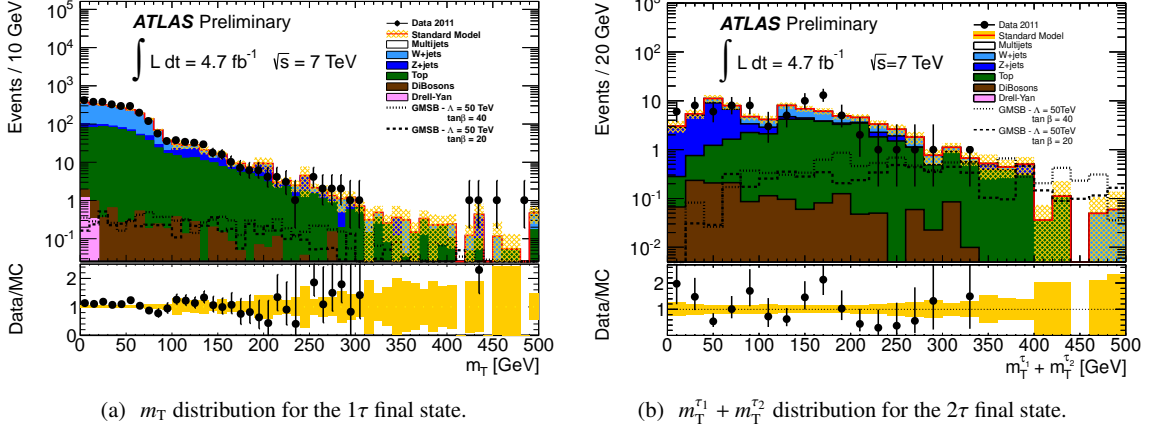 ATLAS Preliminary
∫ L dt = 4.7 fb⁻¹ √s = 7 TeV
Data 2011
Standard Model
Multijets
W+jets
Z+jets
Top
DiBosons
Drell-Yan
GMSB - Λ = 50 TeV
tanβ = 40
GMSB - Λ = 50 TeV
tanβ = 20
Events / 10 GeV
10⁵
10⁴
10³
10²
10
1
10⁻¹
Data/MC
2
1
0
0 50 100 150 200 250 300 350 400 450 500
m_T [GeV]
(a) m_T distribution for the 1τ final state.
ATLAS Preliminary
∫ L dt = 4.7 fb⁻¹ √s=7 TeV
Data 2011
Standard Model
Multijets
W+jets
Z+jets
Top
DiBosons
Drell-Yan
GMSB - Λ = 50TeV
tanβ = 40
GMSB - Λ = 50TeV
tan β = 20
Events / 20 GeV
10³
10²
10
1
10⁻¹
10⁻²
Data/MC
2
1
0 50 100 150 200 250 300 350 400 450 500
m_T^τ₁ + m_T^τ₂ [GeV]
(b) m_T^τ₁ + m_T^τ₂ distribution for the 2τ final state.